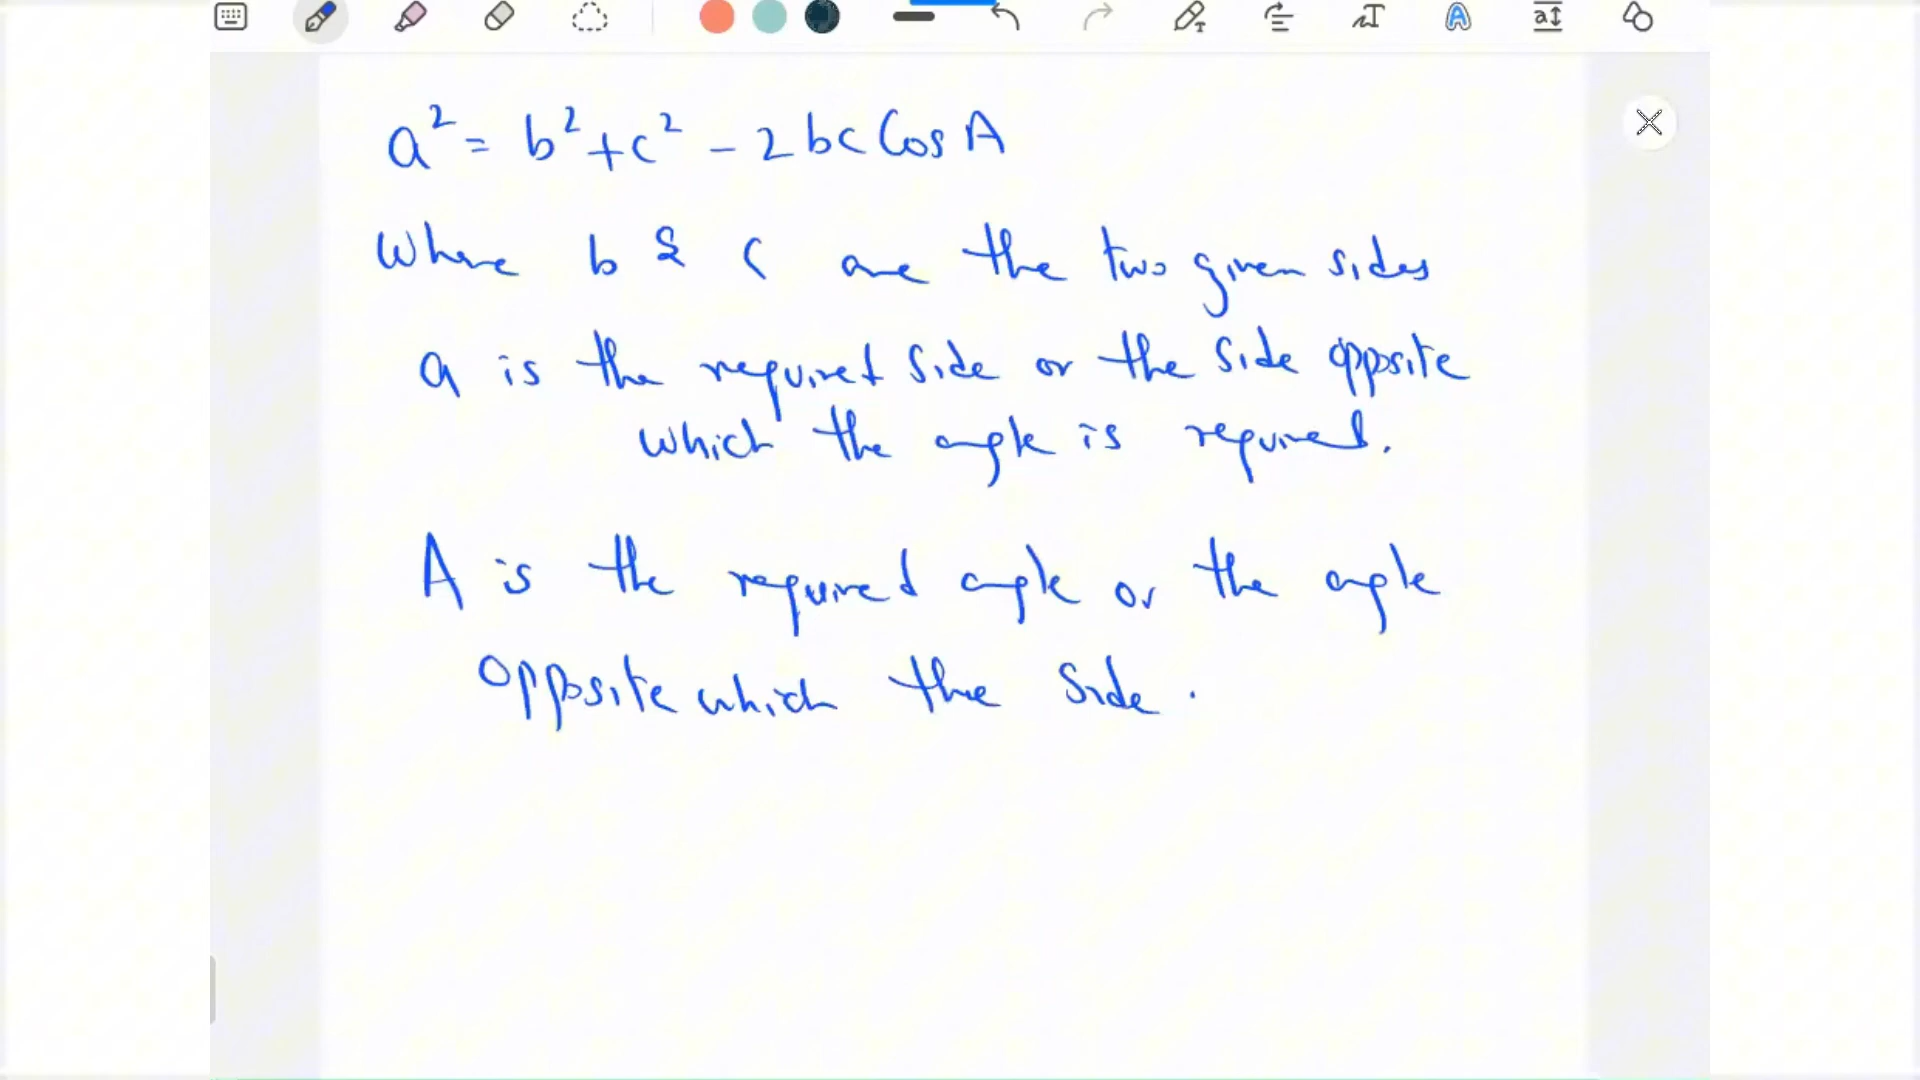 a² = b² + c² - 2bc Cos A
Where b & c are the two given sides
a is the required side or the side opposite
which the angle is required.
A is the required angle or the angle
opposite which the side.